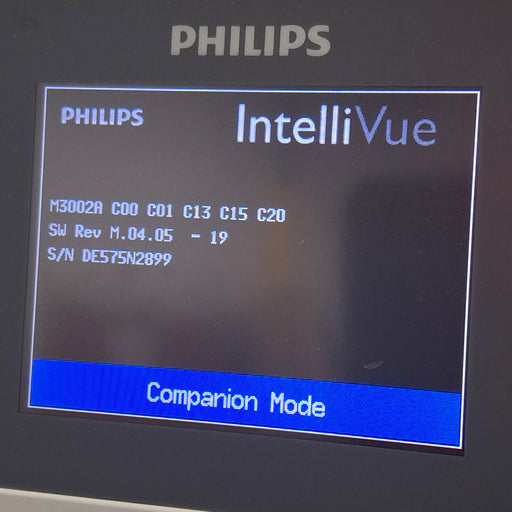 PHILIPS
PHILIPS IntelliVue
M3002A C00 C01 C13 C15 C20
SW Rev M.04.05 - 19
S/N DE575N2899
Companion Mode